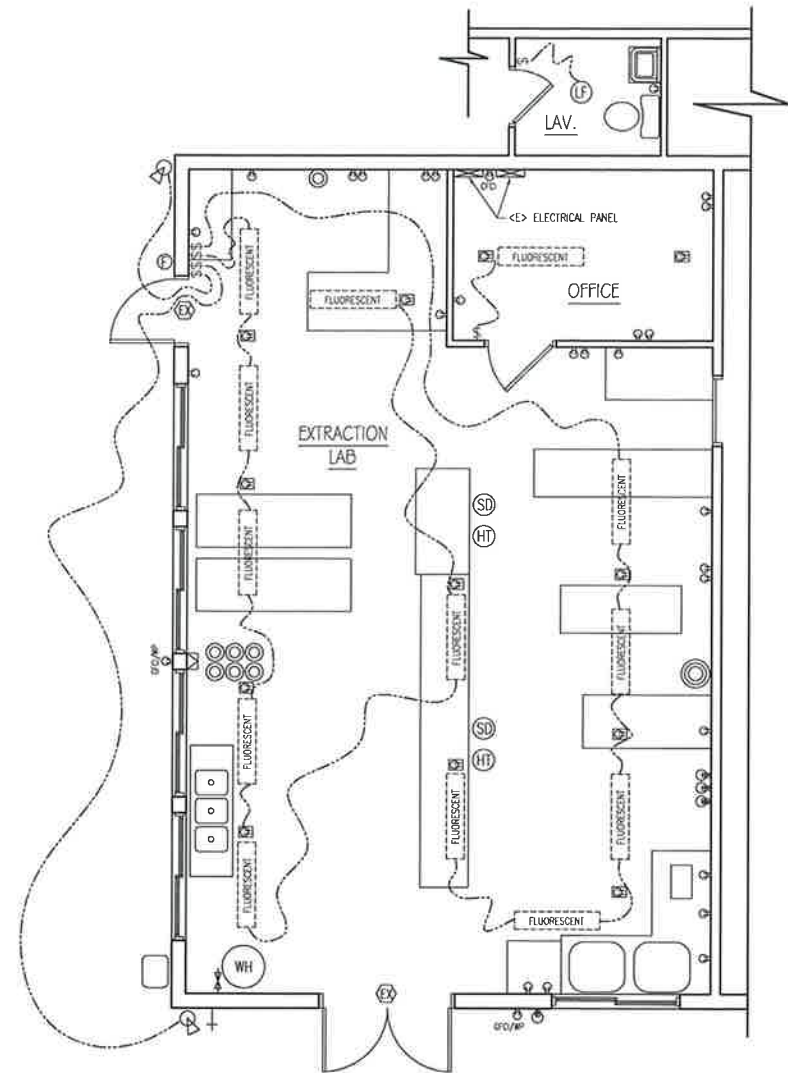 S
LF
LAV.
<E> ELECTRICAL PANEL
FLUORESCENT
OFFICE
S
F
SSSS
EX
FLUORESCENT
FLUORESCENT
FLUORESCENT
EXTRACTION
LAB
SD
HT
FLUORESCENT
FLUORESCENT
FLUORESCENT
FLUORESCENT
GFCI/WP
SD
HT
FLUORESCENT
FLUORESCENT
FLUORESCENT
FLUORESCENT
FLUORESCENT
WH
EX
GFCI/WP